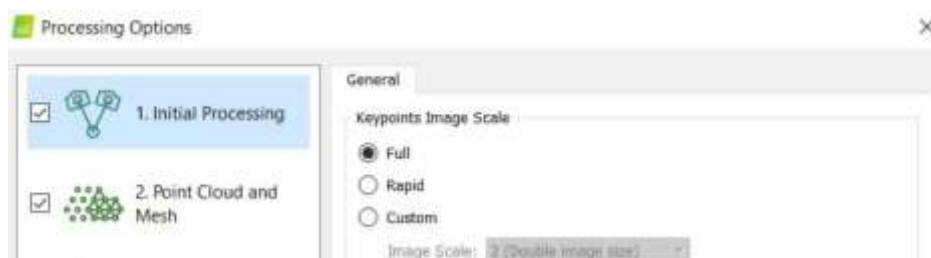 Processing Options
1. Initial Processing
2. Point Cloud and
Mesh
General
Keypoints Image Scale
Full
Rapid
Custom
Image Scale: 2 (Double image size)